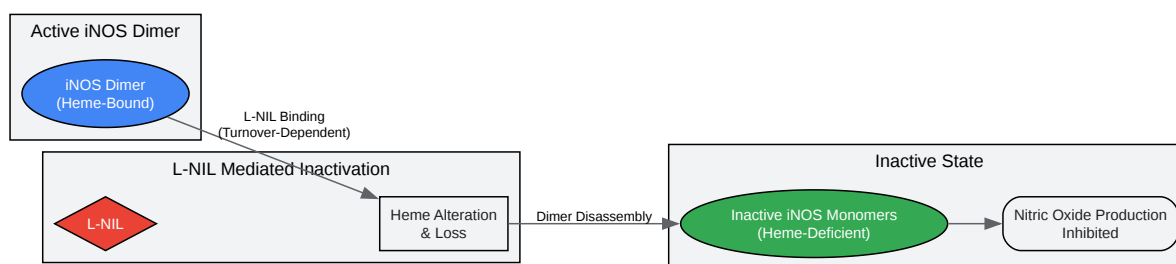 Active iNOS Dimer
iNOS Dimer
(Heme-Bound)
L-NIL Binding
(Turnover-Dependent)
L-NIL Mediated Inactivation
L-NIL
Heme Alteration
& Loss
Dimer Disassembly
Inactive State
Inactive iNOS Monomers
(Heme-Deficient)
Nitric Oxide Production
Inhibited